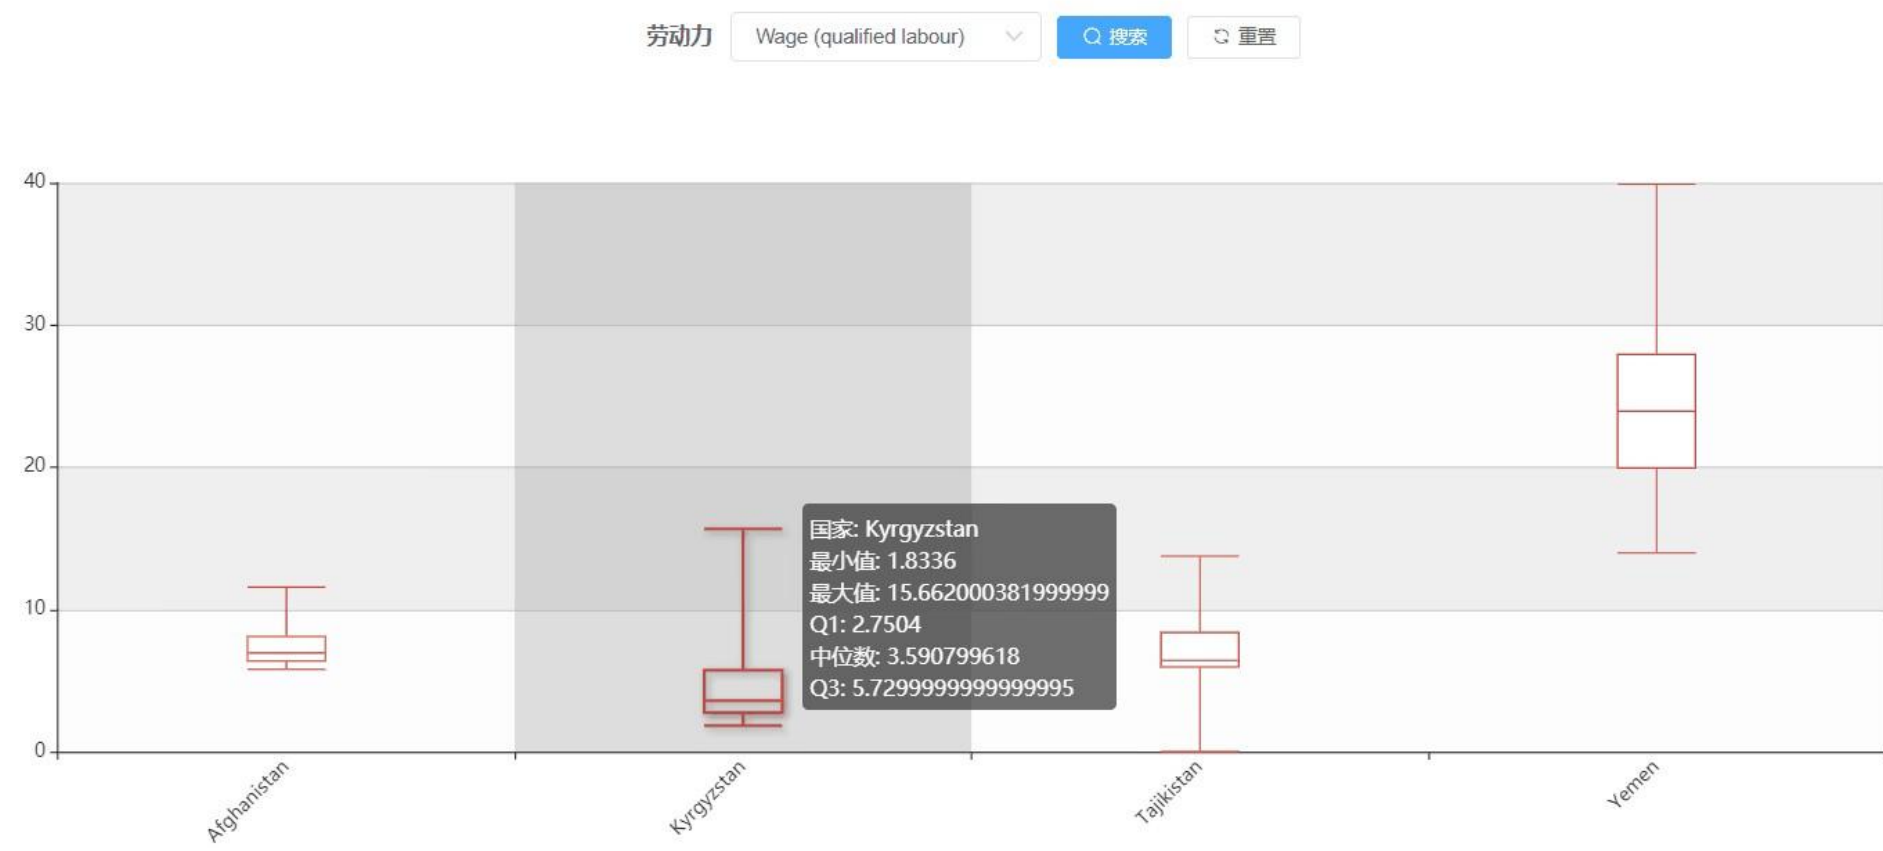 劳动力 Wage (qualified labour) 搜索 重置
40
30
20
10
0
国家: Kyrgyzstan
最小值: 1.8336
最大值: 15.662000381999999
Q1: 2.7504
中位数: 3.590799618
Q3: 5.7299999999999995
Afghanistan Kyrgyzstan Tajikistan Yemen